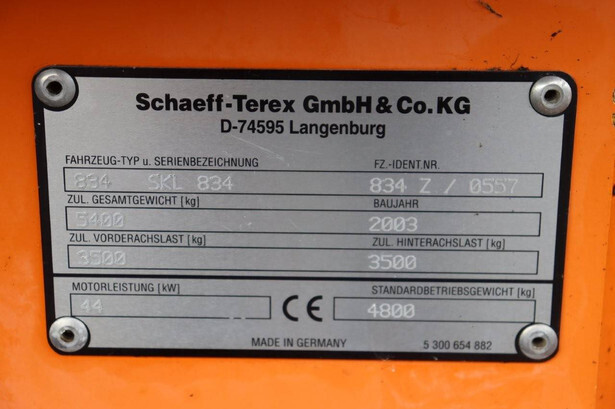 Schaeff-Terex GmbH & Co. KG
D-74595 Langenburg
FAHRZEUG-TYP u. SERIENBEZEICHNUNG FZ.-IDENT.NR.
834 SKL 834 834 Z / 0557
ZUL. GESAMTGEWICHT [kg] BAUJAHR
5400 2003
ZUL. VORDERACHSLAST [kg] ZUL. HINTERACHSLAST [kg]
3500 3500
MOTORLEISTUNG [kW] STANDARDBETRIEBSGEWICHT [kg]
44 CE 4800
MADE IN GERMANY 5 300 654 882